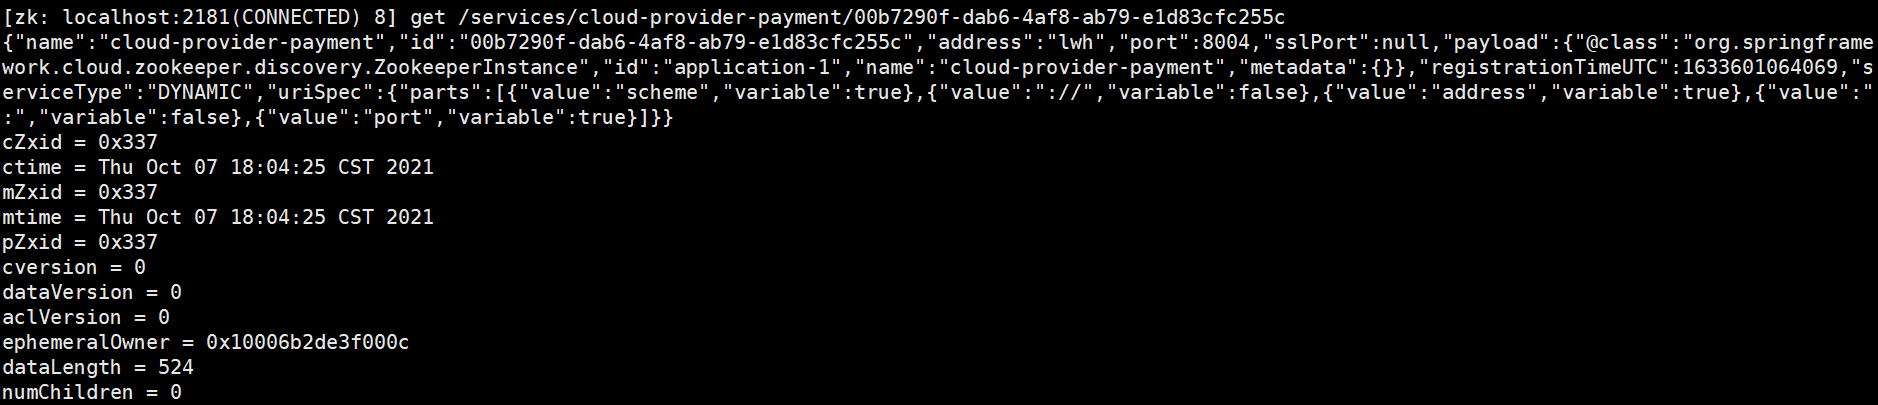 [zk: localhost:2181(CONNECTED) 8] get /services/cloud-provider-payment/00b7290f-dab6-4af8-ab79-e1d83cfc255c
{"name":"cloud-provider-payment","id":"00b7290f-dab6-4af8-ab79-e1d83cfc255c","address":"lwh","port":8004,"sslPort":null,"payload":{"@class":"org.springframe
work.cloud.zookeeper.discovery.ZookeeperInstance","id":"application-1","name":"cloud-provider-payment","metadata":{}},"registrationTimeUTC":1633601064069,"s
erviceType":"DYNAMIC","uriSpec":{"parts":[{"value":"scheme","variable":true},{"value":"://","variable":false},{"value":"address","variable":true},{"value":"
:","variable":false},{"value":"port","variable":true}]}}
cZxid = 0x337
ctime = Thu Oct 07 18:04:25 CST 2021
mZxid = 0x337
mtime = Thu Oct 07 18:04:25 CST 2021
pZxid = 0x337
cversion = 0
dataVersion = 0
aclVersion = 0
ephemeralOwner = 0x10006b2de3f000c
dataLength = 524
numChildren = 0